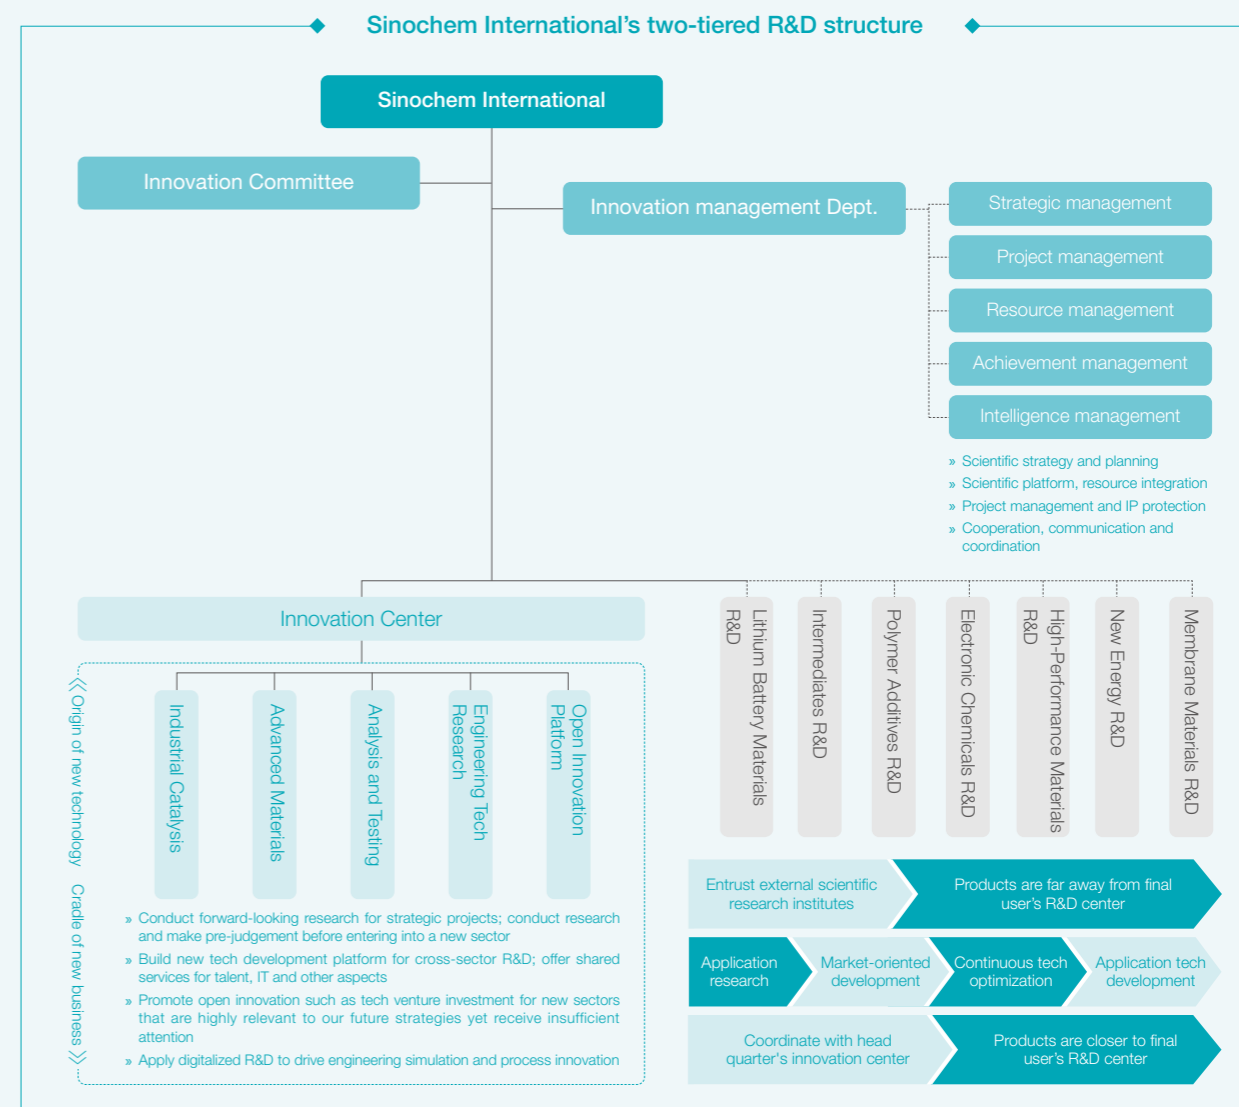 Sinochem International's two-tiered R&D structure
Sinochem International
Innovation Committee
Innovation management Dept.
Strategic management
Project management
Resource management
Achievement management
Intelligence management
» Scientific strategy and planning
» Scientific platform, resource integration
» Project management and IP protection
» Cooperation, communication and
coordination
Innovation Center
Origin of new technology
Cradle of new business
Industrial Catalysis
Advanced Materials
Analysis and Testing
Engineering Tech
Research
Open Innovation
Platform
» Conduct forward-looking research for strategic projects; conduct research
and make pre-judgement before entering into a new sector
» Build new tech development platform for cross-sector R&D; offer shared
services for talent, IT and other aspects
» Promote open innovation such as tech venture investment for new sectors
that are highly relevant to our future strategies yet receive insufficient
attention
» Apply digitalized R&D to drive engineering simulation and process innovation
Lithium Battery Materials
R&D
Intermediates R&D
Polymer Additives R&D
Electronic Chemicals R&D
High-Performance Materials
R&D
New Energy R&D
Membrane Materials R&D
Entrust external scientific
research institutes
Products are far away from final
user's R&D center
Application
research
Market-oriented
development
Continuous tech
optimization
Application tech
development
Coordinate with head
quarter's innovation center
Products are closer to final
user's R&D center